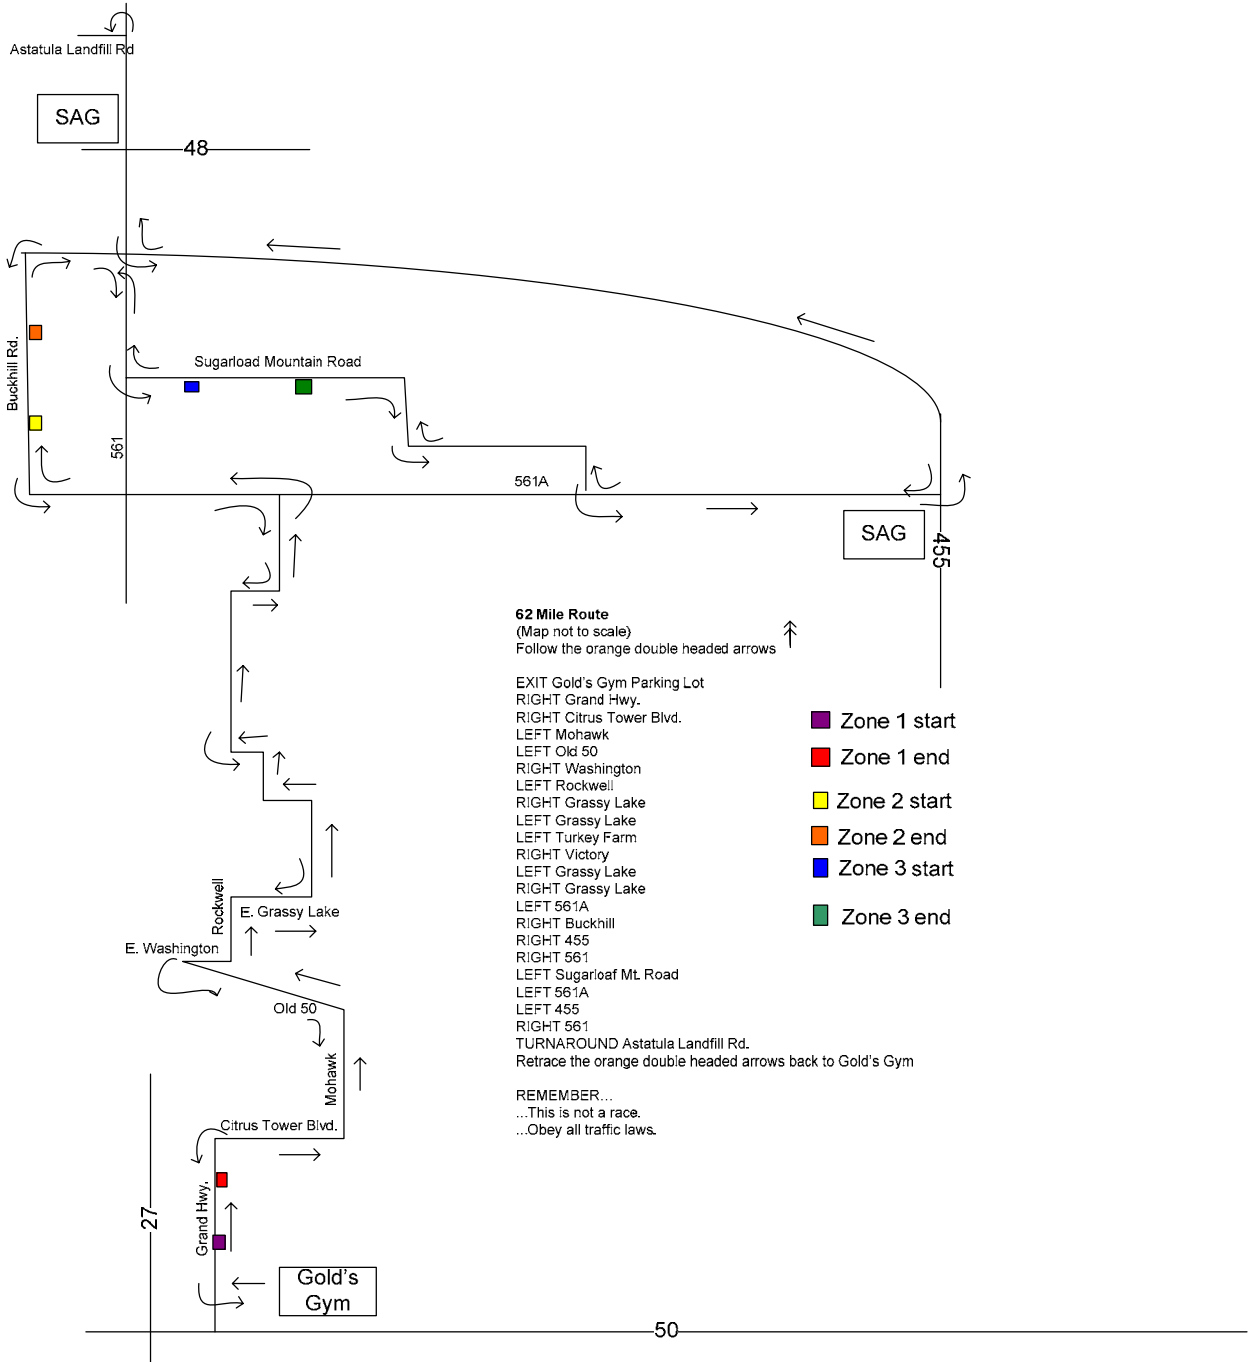 Astatula Landfill Rd
SAG
48
Sugarload Mountain Road
Buckhill Rd.
561
561A
SAG
455
62 Mile Route
(Map not to scale)
Follow the orange double headed arrows
EXIT Gold's Gym Parking Lot
RIGHT Grand Hwy.
RIGHT Citrus Tower Blvd.
LEFT Mohawk
LEFT Old 50
RIGHT Washington
LEFT Rockwell
RIGHT Grassy Lake
LEFT Grassy Lake
LEFT Turkey Farm
RIGHT Victory
LEFT Grassy Lake
RIGHT Grassy Lake
LEFT 561A
RIGHT Buckhill
RIGHT 455
RIGHT 561
LEFT Sugarloaf Mt. Road
LEFT 561A
LEFT 455
RIGHT 561
TURNAROUND Astatula Landfill Rd.
Retrace the orange double headed arrows back to Gold's Gym
REMEMBER...
...This is not a race.
...Obey all traffic laws.
Zone 1 start
Zone 1 end
Zone 2 start
Zone 2 end
Zone 3 start
Zone 3 end
Rockwell
E. Grassy Lake
E. Washington
Old 50
Mohawk
Citrus Tower Blvd.
Grand Hwy.
27
Gold's
Gym
50